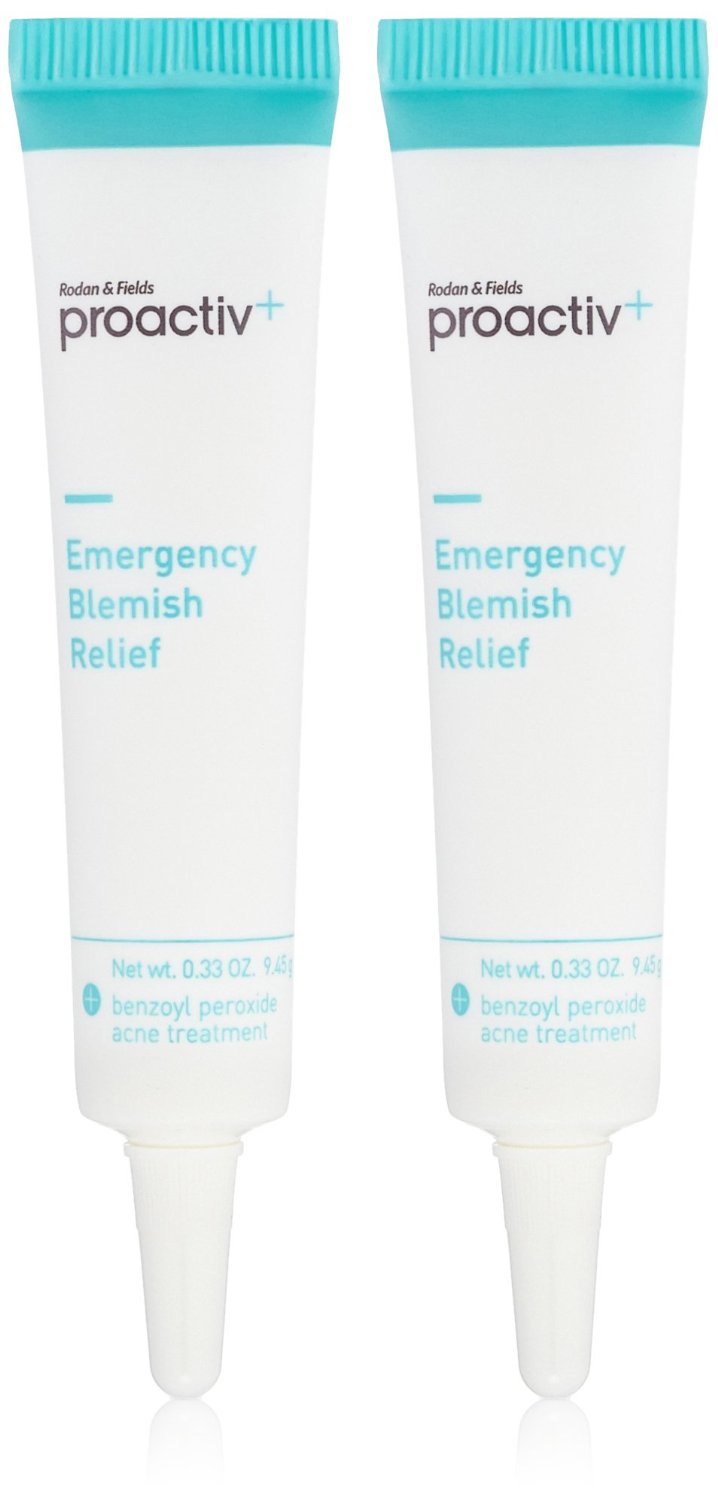 Rodan & Fields
proactiv+
Emergency
Blemish
Relief
Net wt. 0.33 OZ. 9.45 g
benzoyl peroxide
acne treatment
Rodan & Fields
proactiv+
Emergency
Blemish
Relief
Net wt. 0.33 OZ. 9.45 g
benzoyl peroxide
acne treatment